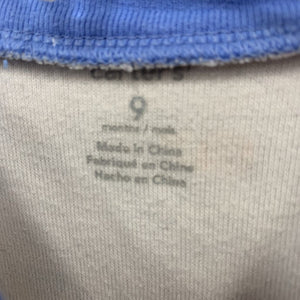 carter's
9
months / mois
Made in China
Fabriqué en Chine
Hecho en China